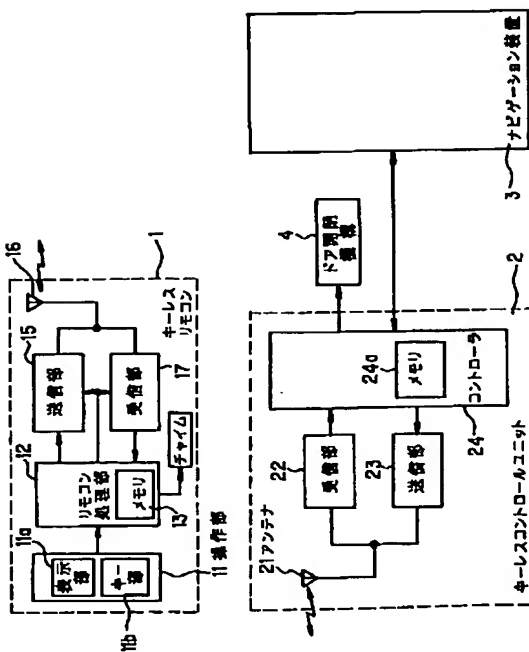 1
キーレス
リモコン
16
15
送信部
17
受信部
12
リモコン
処理部
メモリ
13
チャイム
11a
表示部
キー部
11b
11 操作部
2
キーレスコントロールユニット
21 アンテナ
22
受信部
23
送信部
24a
メモリ
コントローラ
24
4
ドア開閉
機構
3
ナビゲーション装置